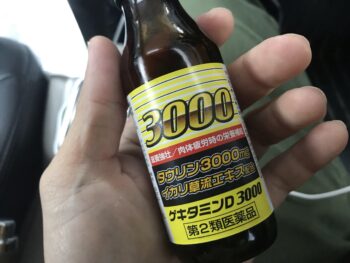 3000
滋養強壮/肉体疲労時の栄養補給
タウリン3000mg
イカリ草流エキス
ゲキタミンD 3000
第2類医薬品